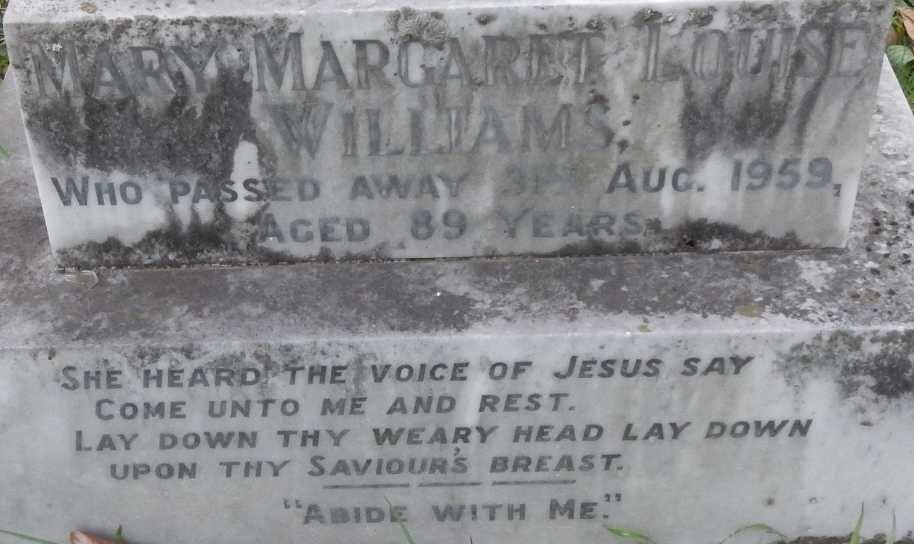 Mary Margaret Louise
Williams,
Who passed away 31st Aug. 1959,
Aged 89 Years
She heard the voice of Jesus say
Come unto me and rest.
Lay down thy weary head lay down
upon thy Saviour's breast.
"Abide with Me."